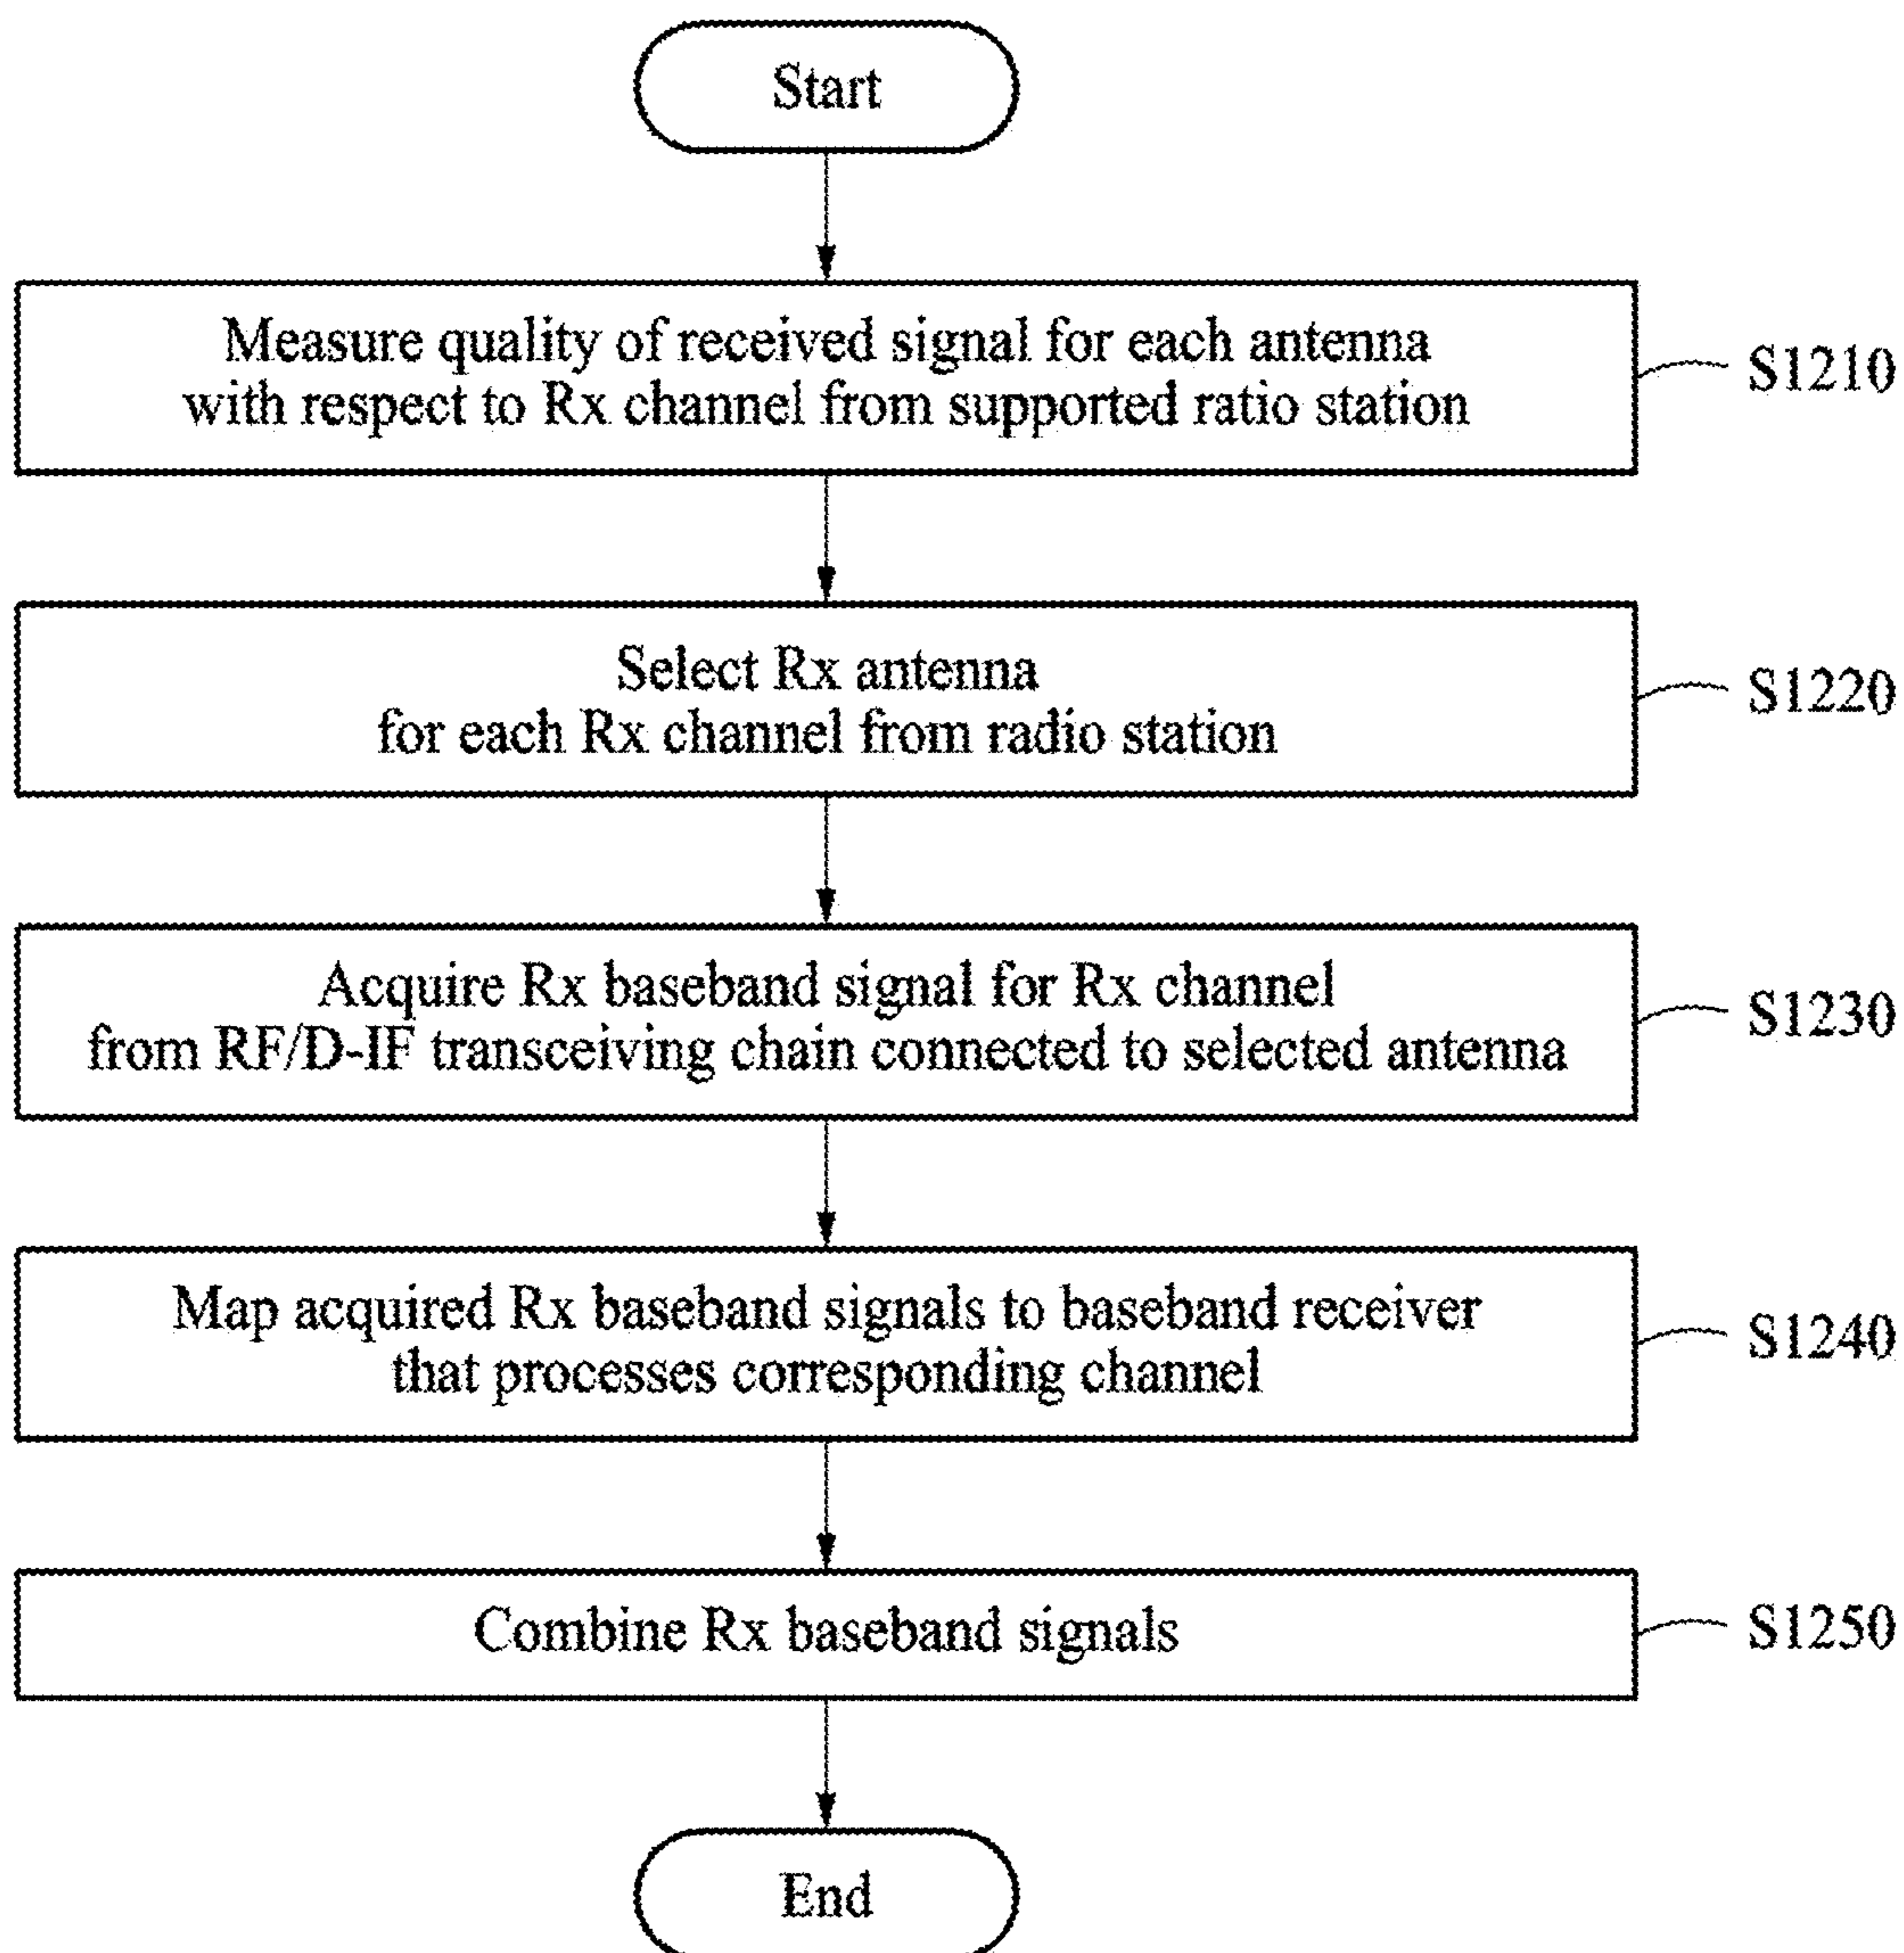 Start
Measure quality of received signal for each antenna
with respect to Rx channel from supported ratio station
S1210
Select Rx antenna
for each Rx channel from radio station
S1220
Acquire Rx baseband signal for Rx channel
from RF/D-IF transceiving chain connected to selected antenna
S1230
Map acquired Rx baseband signals to baseband receiver
that processes corresponding channel
S1240
Combine Rx baseband signals
S1250
End